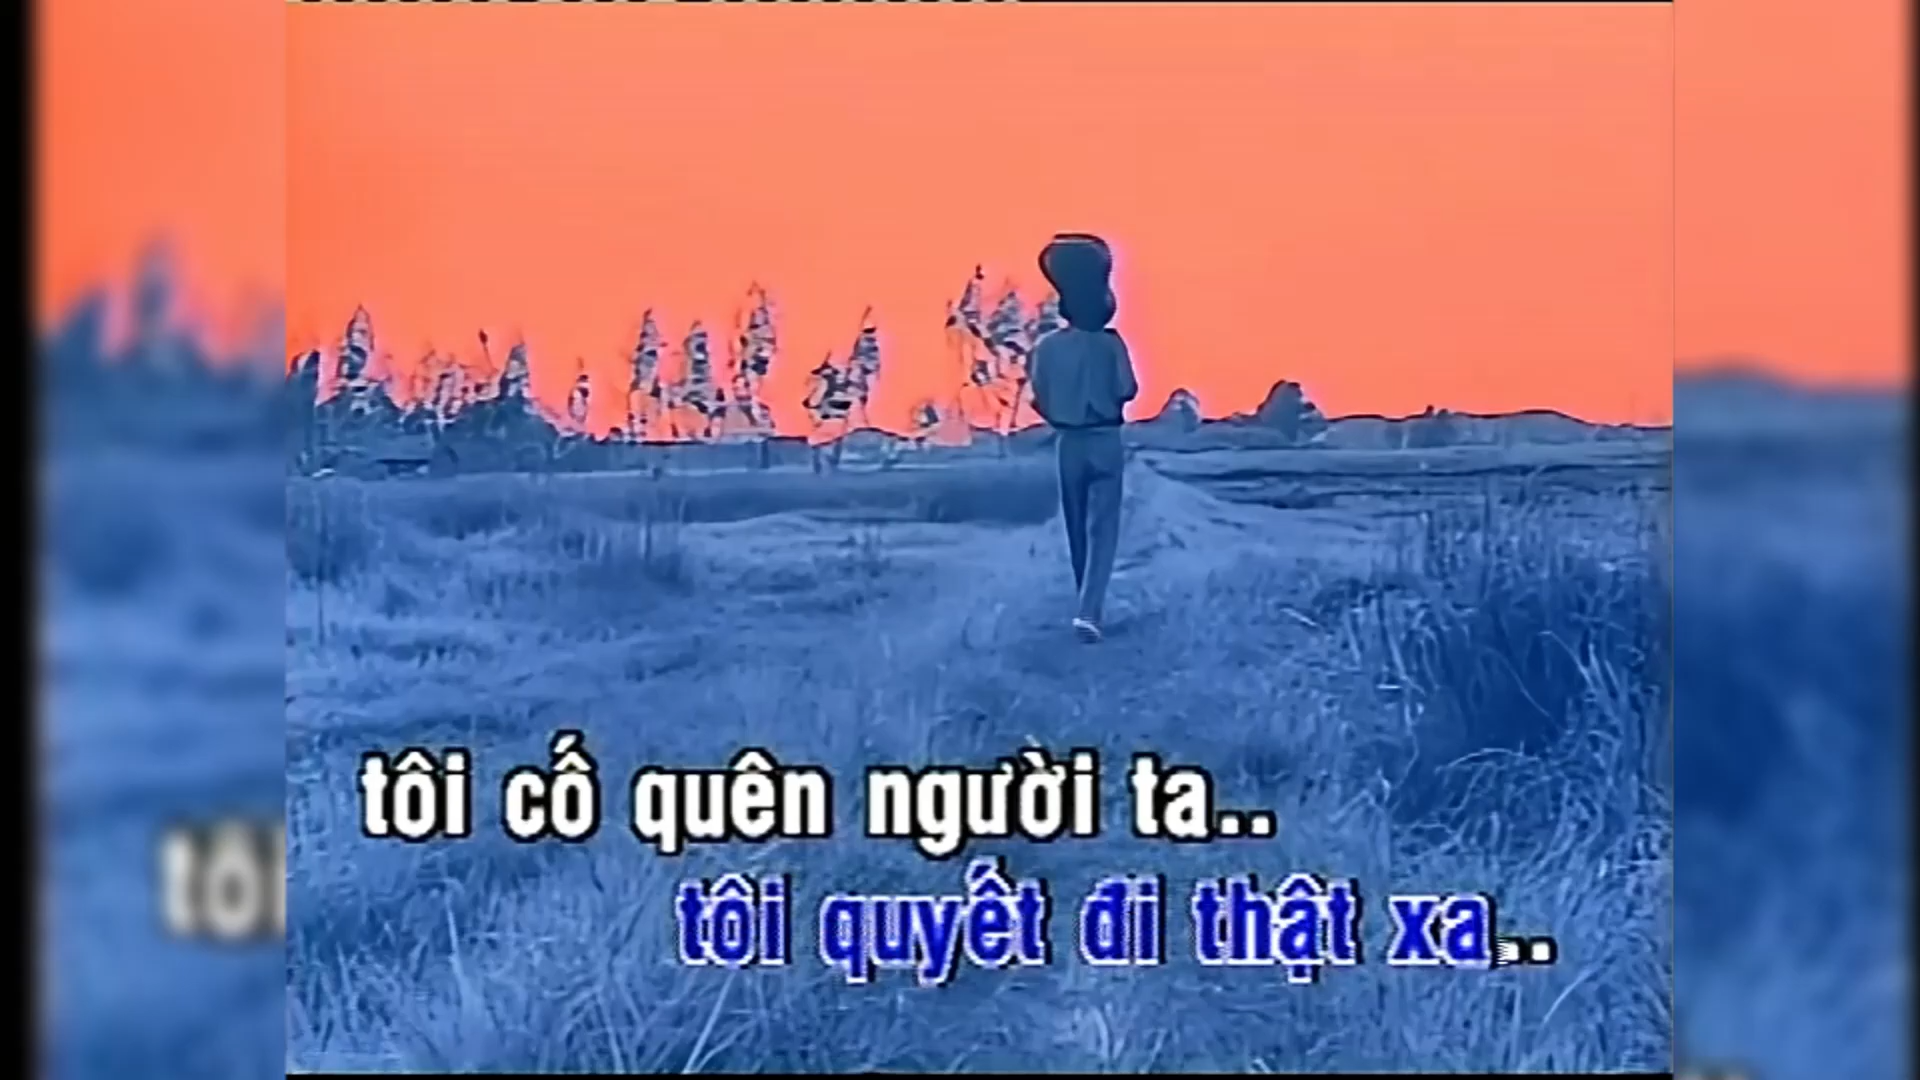 tôi cố quên người ta..
tôi quyết đi thật xa...